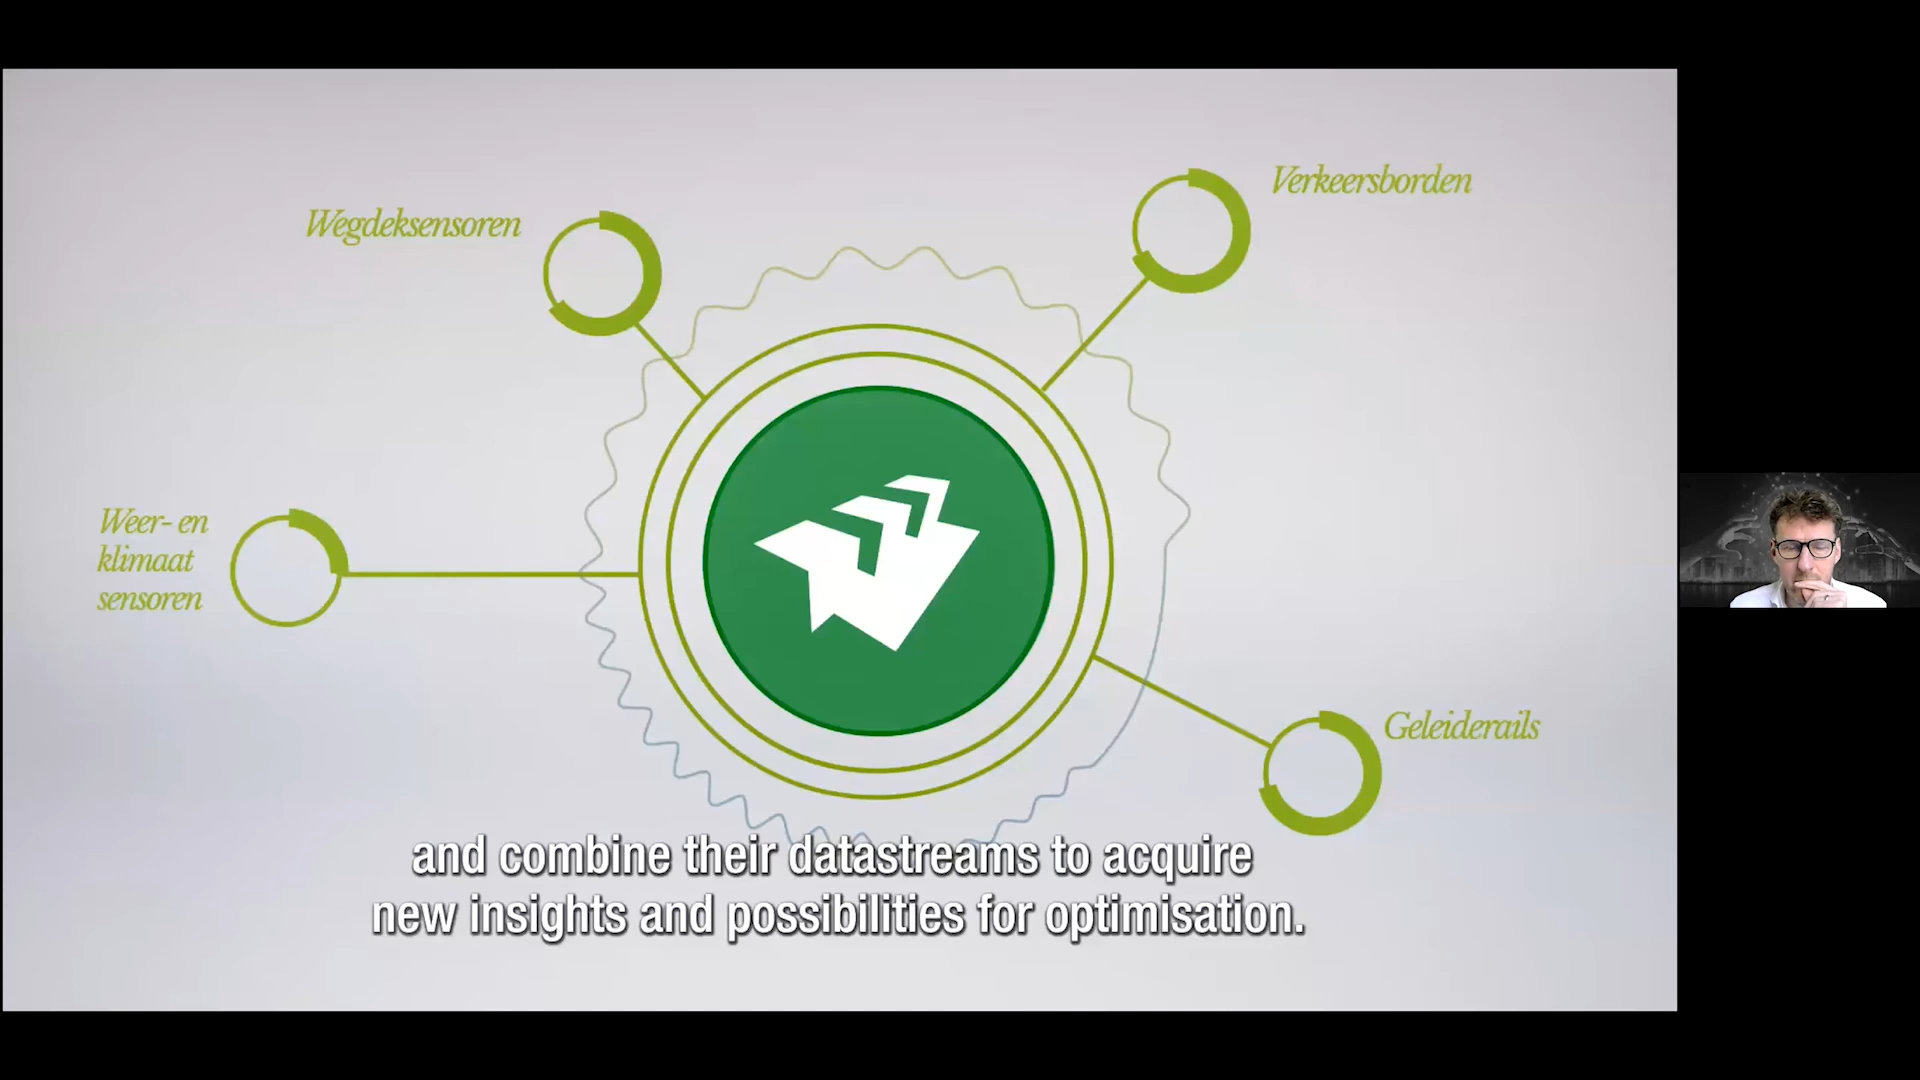 Verkeersborden
Wegdeksensoren
Weer- en
klimaat
sensoren
Geleiderails
and combine their datastreams to acquire
new insights and possibilities for optimisation.